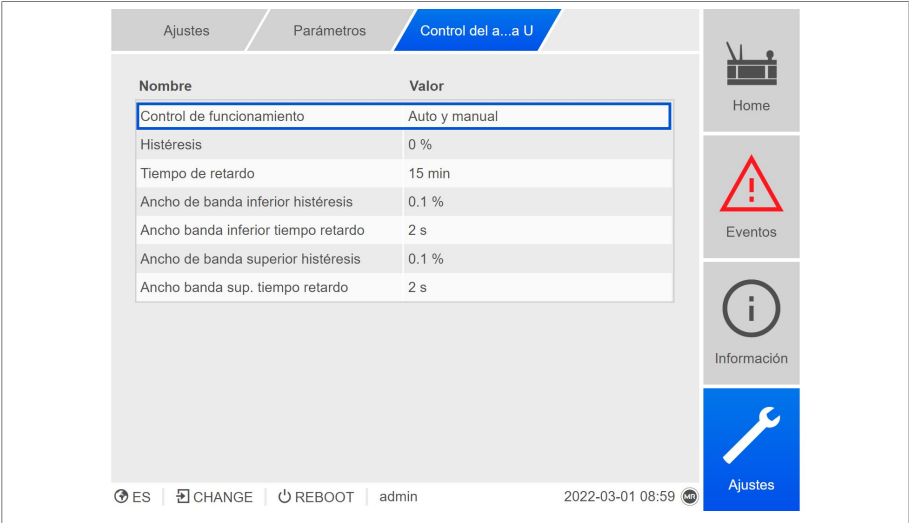 Ajustes Parámetros Control del a...a U
Nombre Valor
Control de funcionamiento Auto y manual
Histéresis 0 %
Tiempo de retardo 15 min
Ancho de banda inferior histéresis 0.1 %
Ancho banda inferior tiempo retardo 2 s
Ancho de banda superior histéresis 0.1 %
Ancho banda sup. tiempo retardo 2 s
Home
Eventos
Información
Ajustes
ES CHANGE REBOOT admin 2022-03-01 08:59 MR